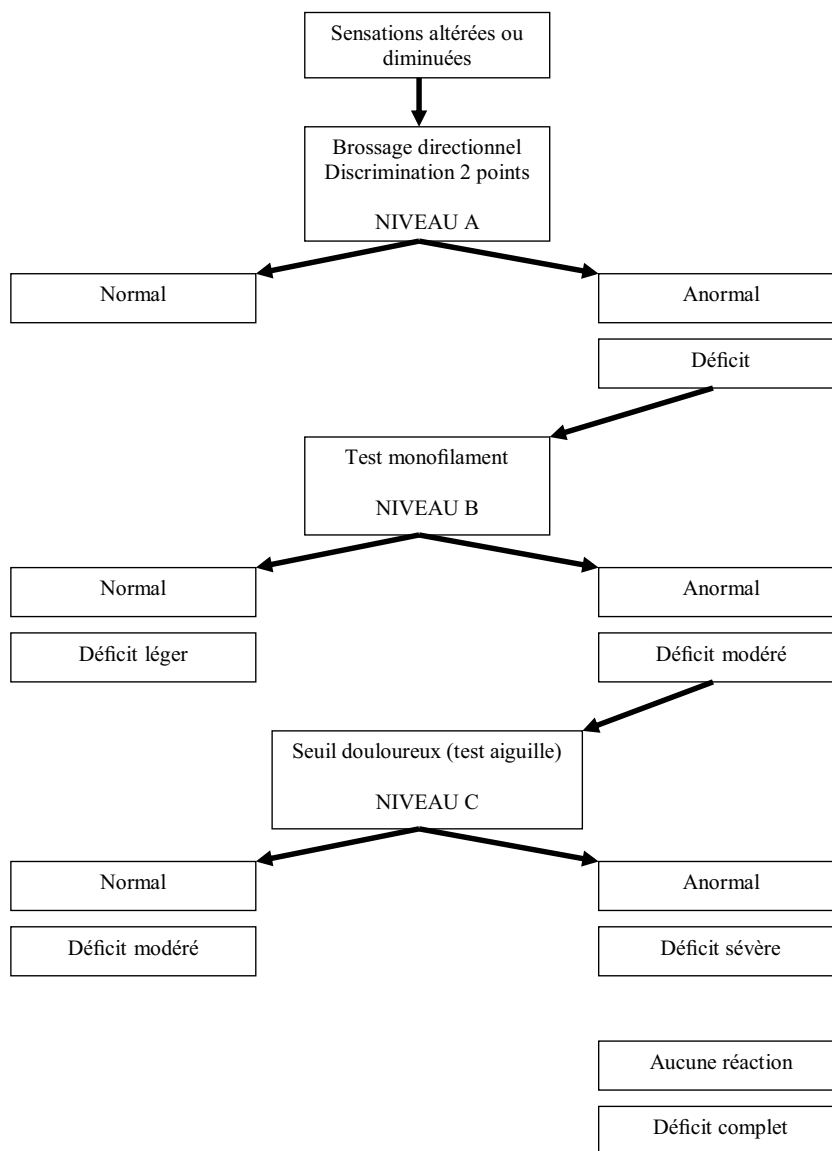 Sensations altérées ou
diminuées
Brossage directionnel
Discrimination 2 points
NIVEAU A
Normal
Anormal
Déficit
Test monofilament
NIVEAU B
Normal
Anormal
Déficit léger
Déficit modéré
Seuil douloureux (test aiguille)
NIVEAU C
Normal
Anormal
Déficit modéré
Déficit sévère
Aucune réaction
Déficit complet